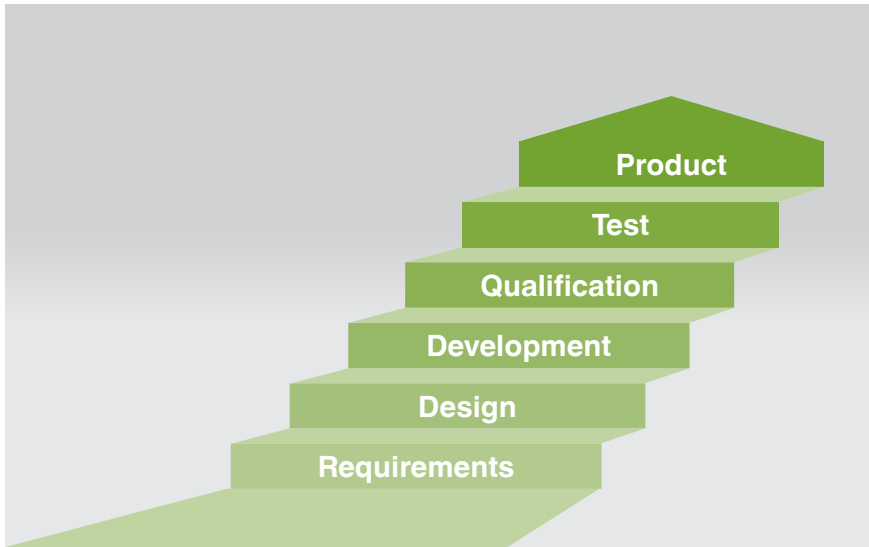 Product
Test
Qualification
Development
Design
Requirements